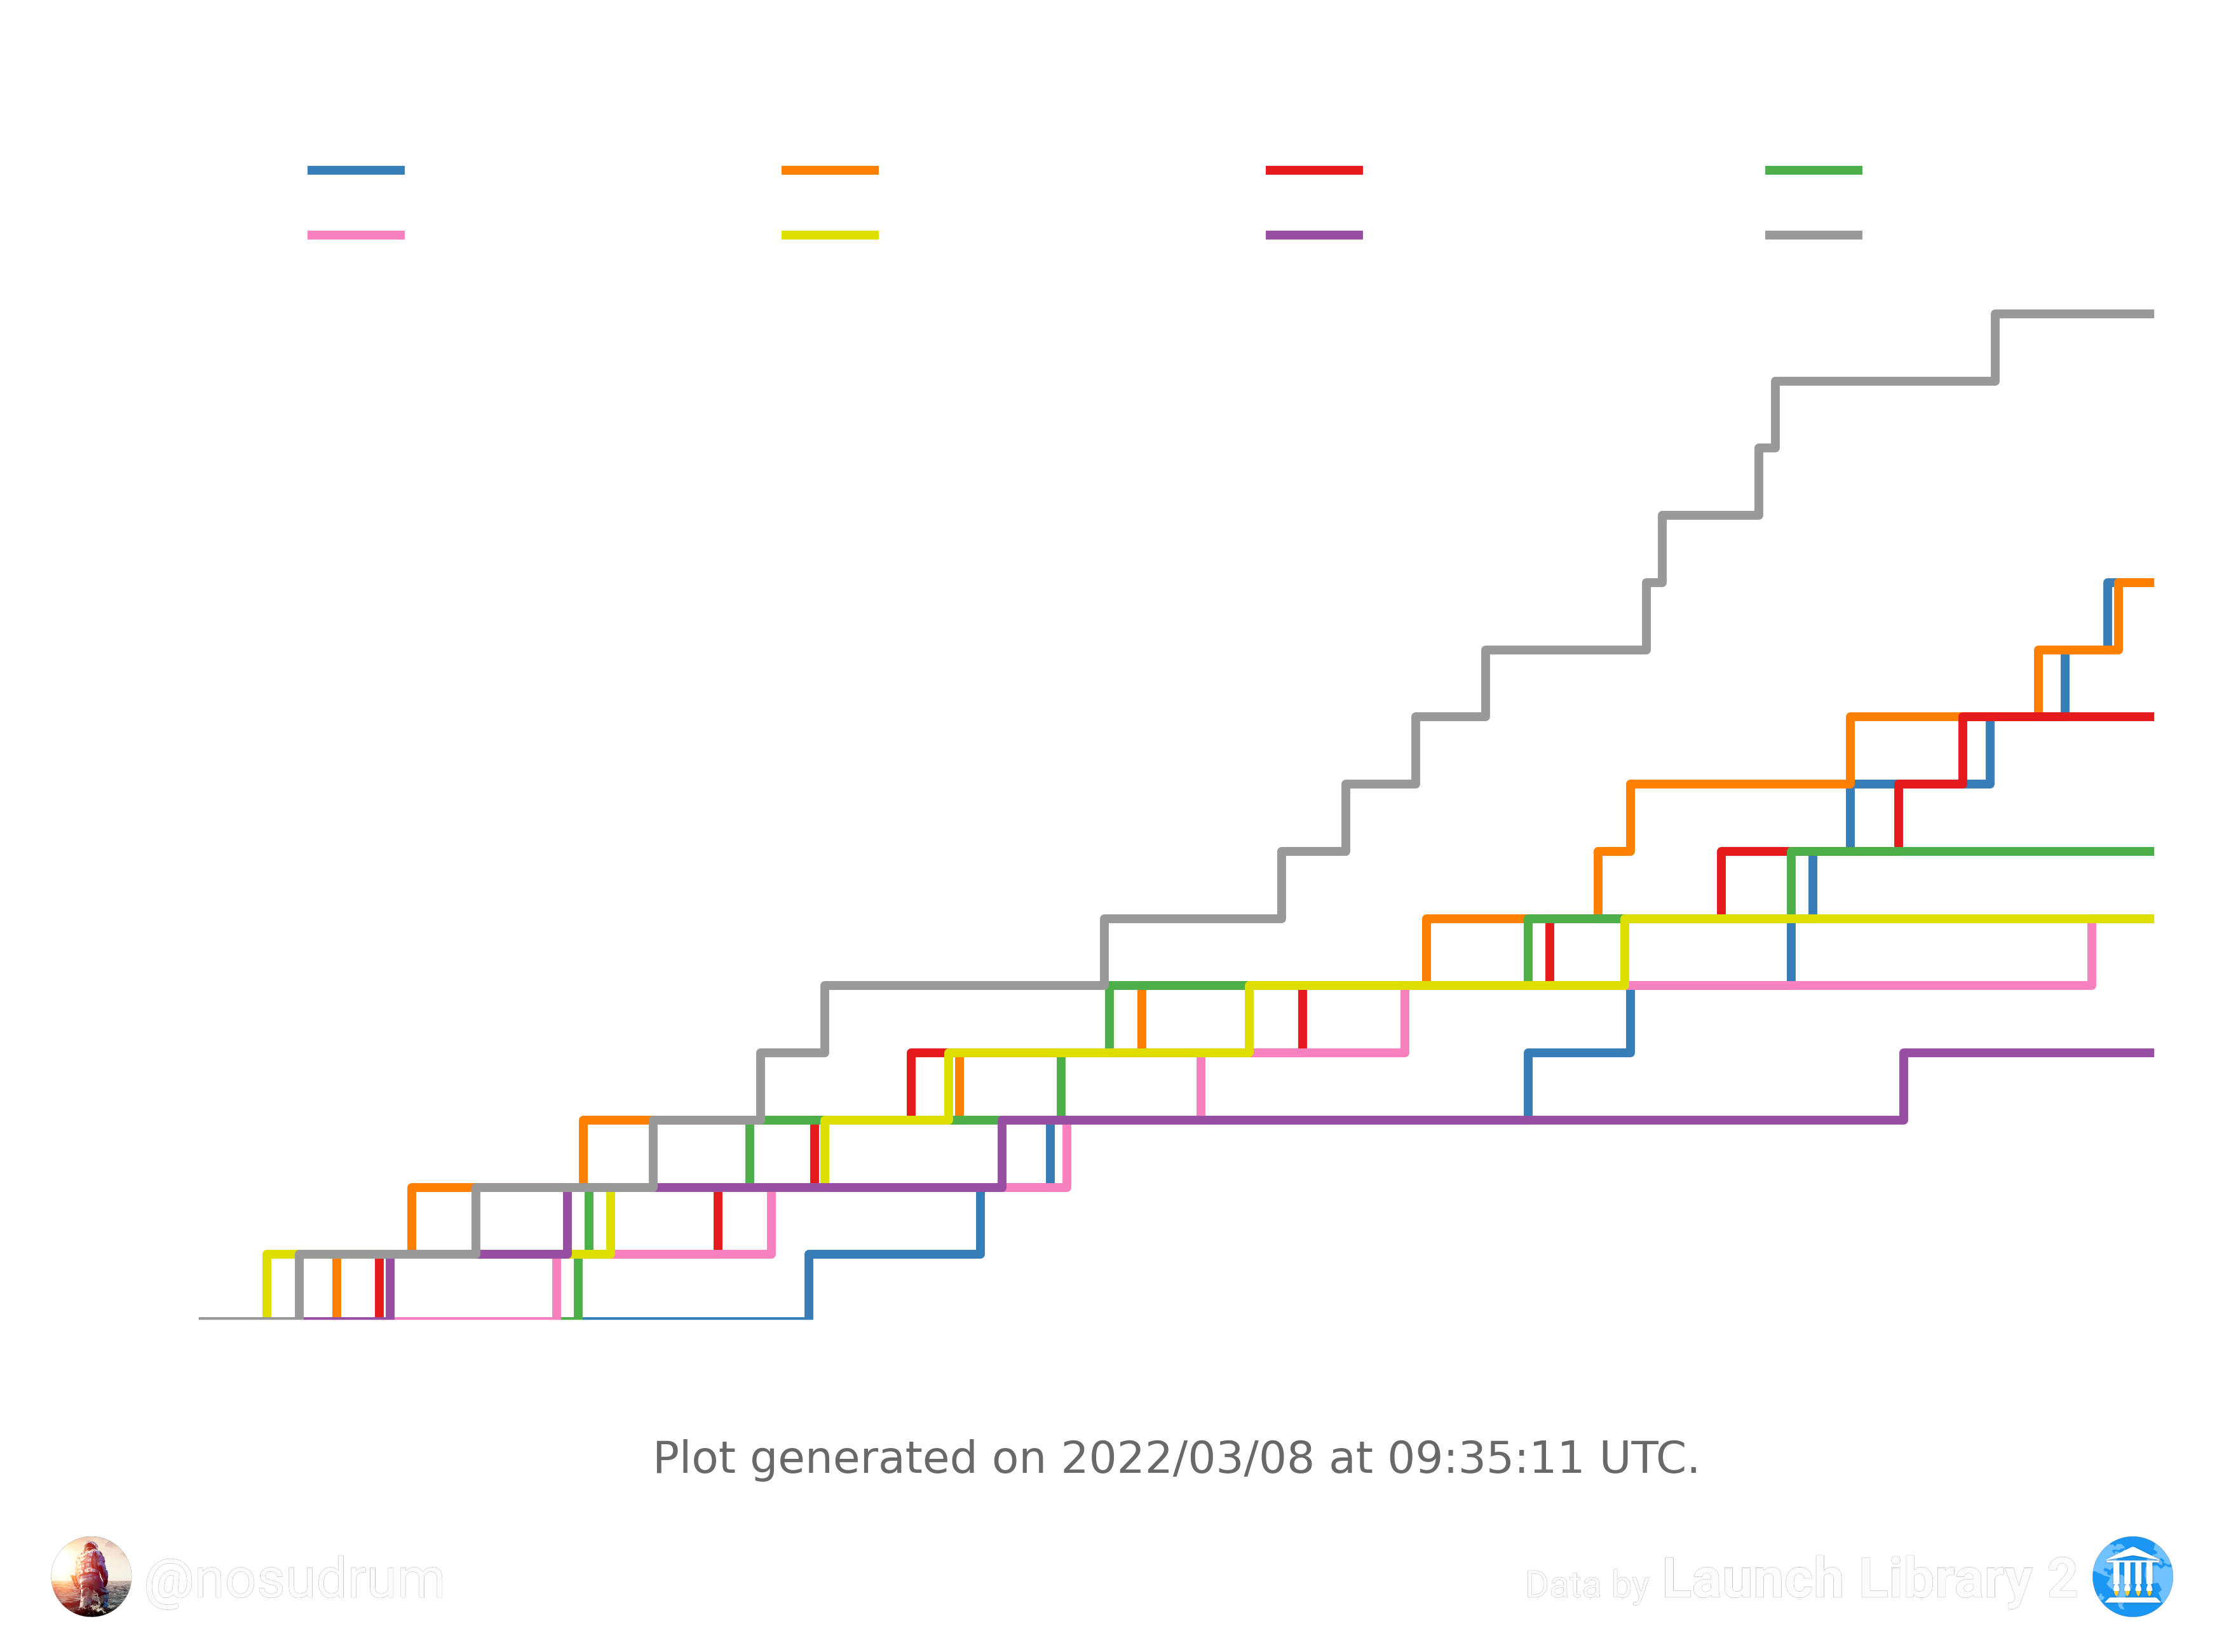 Plot generated on 2022/03/08 at 09:35:11 UTC.
@nosudrum
Data by Launch Library 2